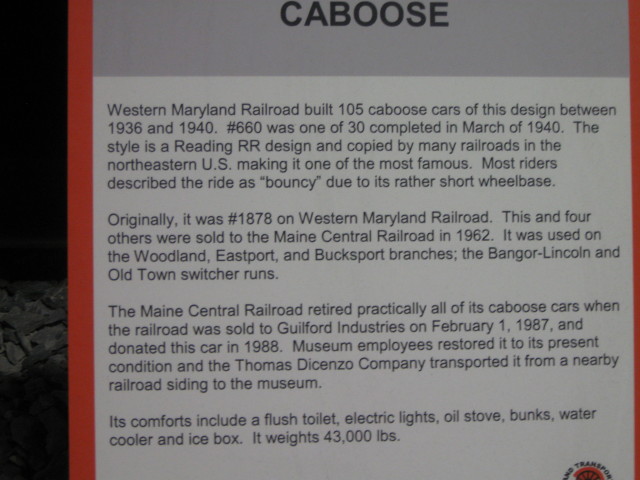 CABOOSE
Western Maryland Railroad built 105 caboose cars of this design between
1936 and 1940.  #660 was one of 30 completed in March of 1940.  The
style is a Reading RR design and copied by many railroads in the
northeastern U.S. making it one of the most famous.  Most riders
described the ride as “bouncy” due to its rather short wheelbase.
Originally, it was #1878 on Western Maryland Railroad.  This and four
others were sold to the Maine Central Railroad in 1962.  It was used on
the Woodland, Eastport, and Bucksport branches; the Bangor-Lincoln and
Old Town switcher runs.
The Maine Central Railroad retired practically all of its caboose cars when
the railroad was sold to Guilford Industries on February 1, 1987, and
donated this car in 1988.  Museum employees restored it to its present
condition and the Thomas Dicenzo Company transported it from a nearby
railroad siding to the museum.
Its comforts include a flush toilet, electric lights, oil stove, bunks, water
cooler and ice box.  It weights 43,000 lbs.